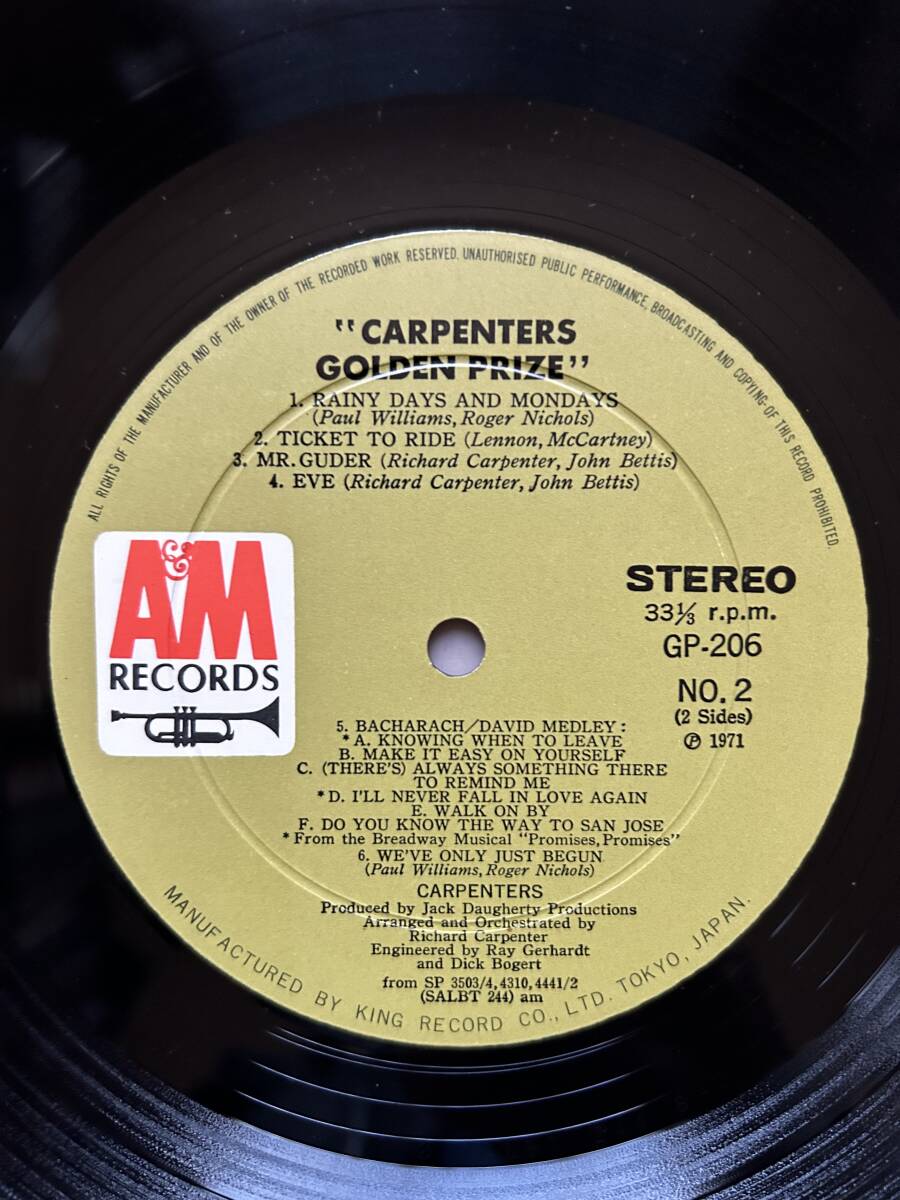 ALL RIGHTS OF THE MANUFACTURER AND OF THE OWNER OF THE RECORDED WORK RESERVED. UNAUTHORISED PUBLIC PERFORMANCE, BROADCASTING AND COPYING OF THIS RECORD PROHIBITED.
"CARPENTERS
GOLDEN PRIZE"
1. RAINY DAYS AND MONDAYS
(Paul Williams, Roger Nichols)
2. TICKET TO RIDE (Lennon, McCartney)
3. MR. GUDER (Richard Carpenter, John Bettis)
4. EVE (Richard Carpenter, John Bettis)
A&M
RECORDS
STEREO
33⅓ r.p.m.
GP-206
NO. 2
(2 Sides)
Ⓟ 1971
5. BACHARACH/DAVID MEDLEY:
*A. KNOWING WHEN TO LEAVE
B. MAKE IT EASY ON YOURSELF
C. (THERE'S) ALWAYS SOMETHING THERE
TO REMIND ME
*D. I'LL NEVER FALL IN LOVE AGAIN
E. WALK ON BY
F. DO YOU KNOW THE WAY TO SAN JOSE
*From the Breadway Musical "Promises, Promises"
6. WE'VE ONLY JUST BEGUN
(Paul Williams, Roger Nichols)
CARPENTERS
Produced by Jack Daugherty Productions
Arranged and Orchestrated by
Richard Carpenter
Engineered by Ray Gerhardt
and Dick Bogert
from SP 3503/4, 4310, 4441/2
(SALBT 244) am
MANUFACTURED BY KING RECORD CO., LTD. TOKYO, JAPAN.